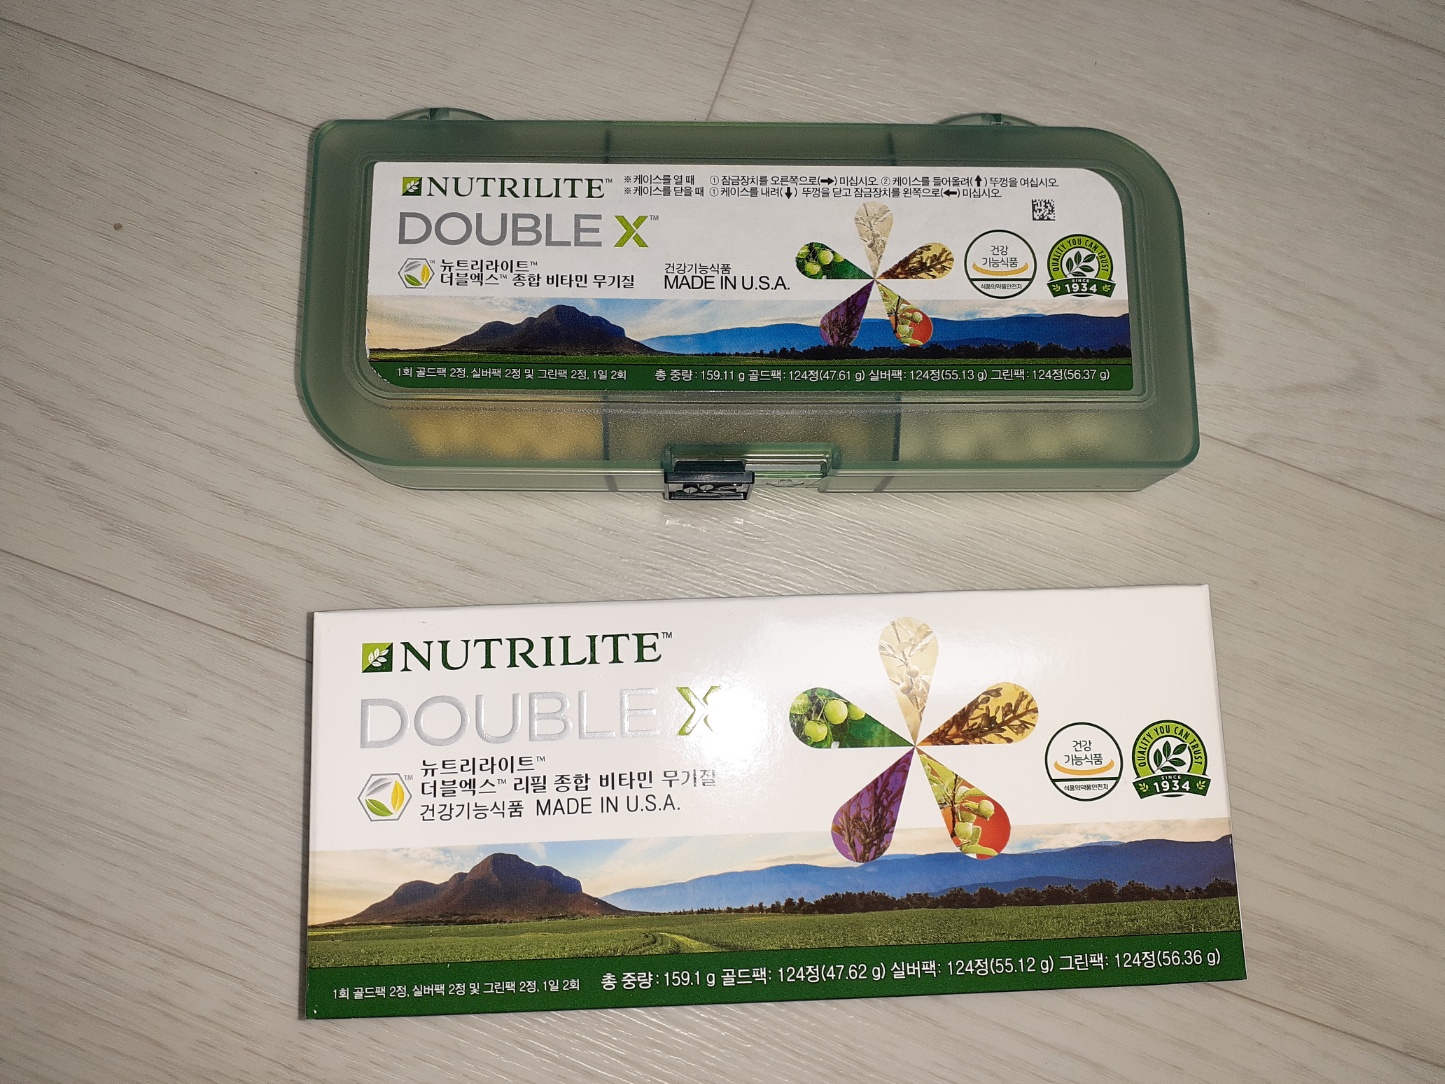 NUTRILITE™
※케이스를 열 때 ① 잠금장치를 오른쪽으로(➡) 미십시오. ② 케이스를 들어올려(⬆) 뚜껑을 여십시오.
※케이스를 닫을 때 ① 케이스를 내려(⬇) 뚜껑을 닫고 잠금장치를 왼쪽으로(⬅) 미십시오.
DOUBLE X™
뉴트리라이트™
더블엑스™ 종합 비타민 무기질
건강기능식품
MADE IN U.S.A.
건강
기능식품
식품의약품안전처
QUALITY YOU CAN TRUST
SINCE
1934
1회 골드팩 2정, 실버팩 2정 및 그린팩 2정, 1일 2회
총 중량 : 159.11 g 골드팩: 124정(47.61 g) 실버팩: 124정(55.13 g) 그린팩: 124정(56.37 g)
NUTRILITE™
DOUBLE X
뉴트리라이트™
더블엑스™ 리필 종합 비타민 무기질
건강기능식품 MADE IN U.S.A.
건강
기능식품
식품의약품안전처
QUALITY YOU CAN TRUST
SINCE
1934
1회 골드팩 2정, 실버팩 2정 및 그린팩 2정, 1일 2회
총 중량 : 159.1 g 골드팩: 124정(47.62 g) 실버팩: 124정(55.12 g) 그린팩: 124정(56.36 g)